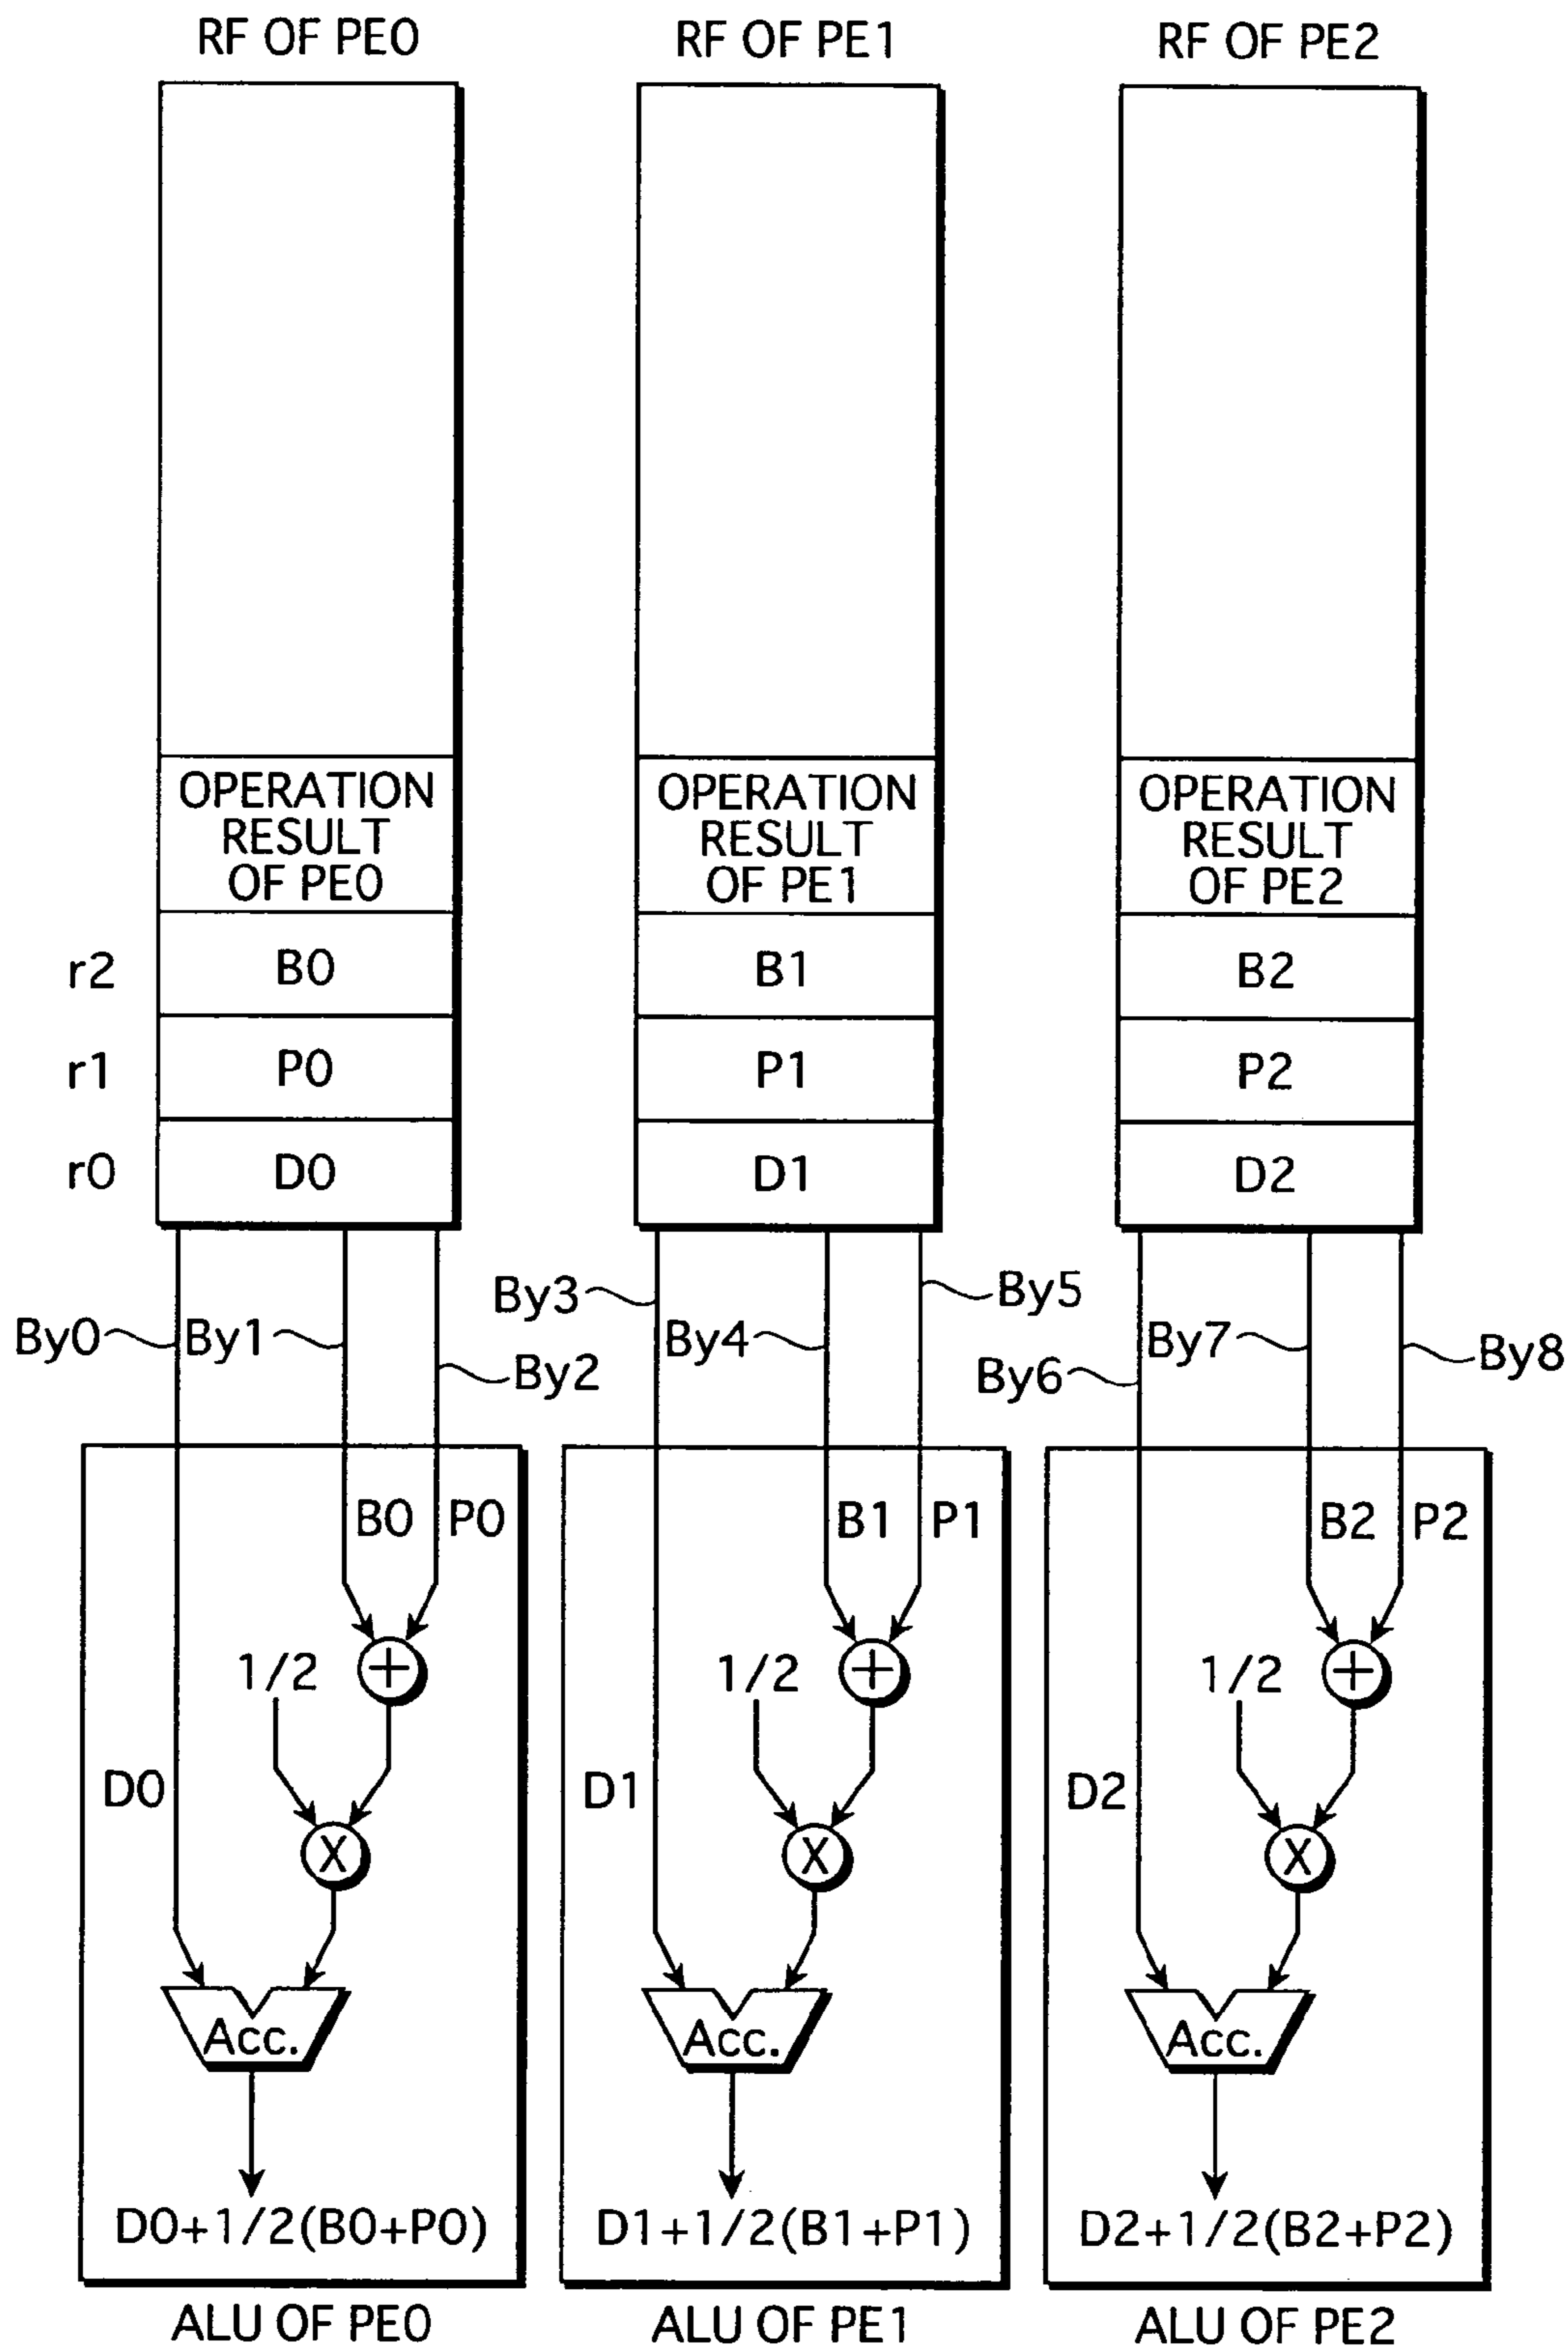 RF OF PE0
RF OF PE1
RF OF PE2
OPERATION
RESULT
OF PE0
OPERATION
RESULT
OF PE1
OPERATION
RESULT
OF PE2
r2
B0
B1
B2
r1
P0
P1
P2
r0
D0
D1
D2
By0
By1
By2
By3
By4
By5
By6
By7
By8
B0
P0
1/2
+
D0
X
Acc.
D0+1/2(B0+P0)
ALU OF PE0
B1
P1
1/2
+
D1
X
Acc.
D1+1/2(B1+P1)
ALU OF PE1
B2
P2
1/2
+
D2
X
Acc.
D2+1/2(B2+P2)
ALU OF PE2